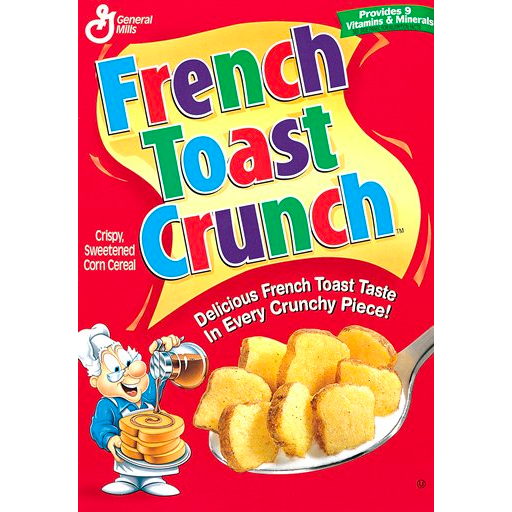 General
Mills
Provides 9
Vitamins & Minerals
French
Toast
Crunch
TM
Crispy,
Sweetened
Corn Cereal
Delicious French Toast Taste
In Every Crunchy Piece!
U